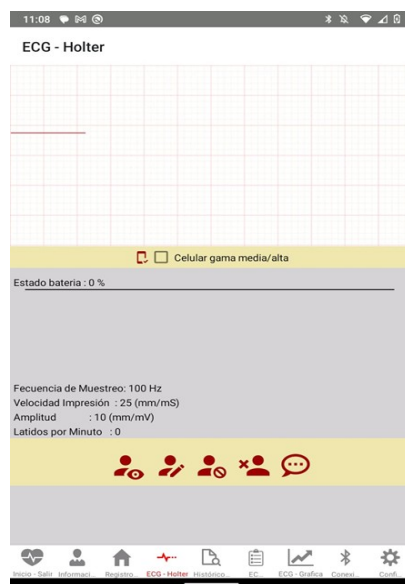 11:08
ECG - Holter
Celular gama media/alta
Estado bateria : 0 %
Fecuencia de Muestreo: 100 Hz
Velocidad Impresión : 25 (mm/mS)
Amplitud : 10 (mm/mV)
Latidos por Minuto : 0
Inicio - Salir Informaci... Registro... ECG - Holter Histórico... EC... ECG - Grafica Conexi... Confi...